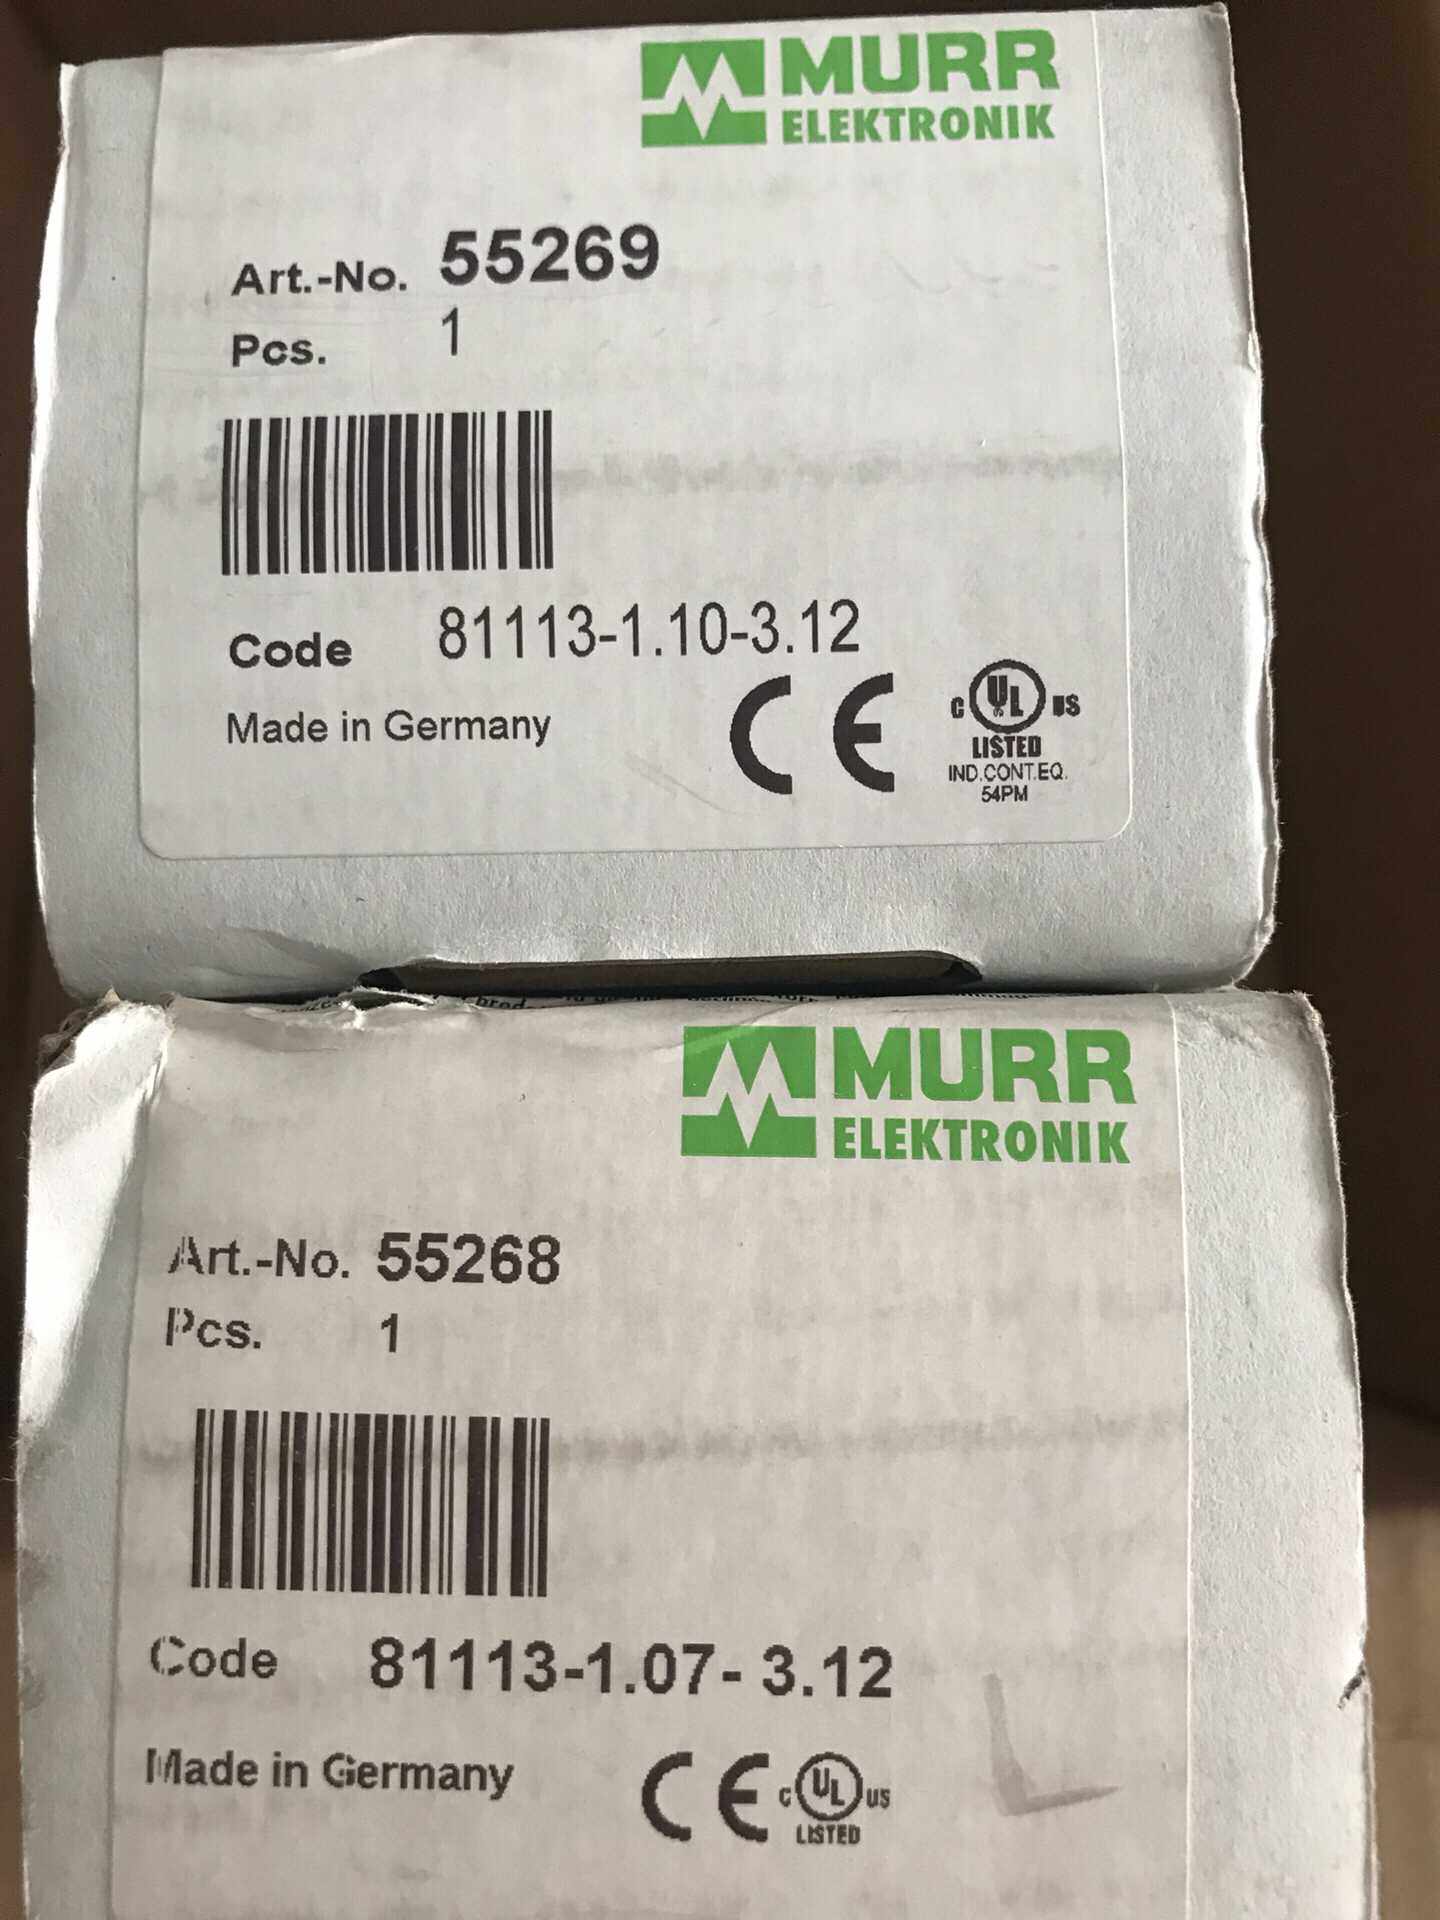 MURR
ELEKTRONIK
Art.-No. 55269
Pcs. 1
Code 81113-1.10-3.12
Made in Germany
CE
C UL US
LISTED
IND.CONT.EQ.
54PM
MURR
ELEKTRONIK
Art.-No. 55268
Pcs. 1
Code 81113-1.07- 3.12
Made in Germany
CE
C UL US
LISTED